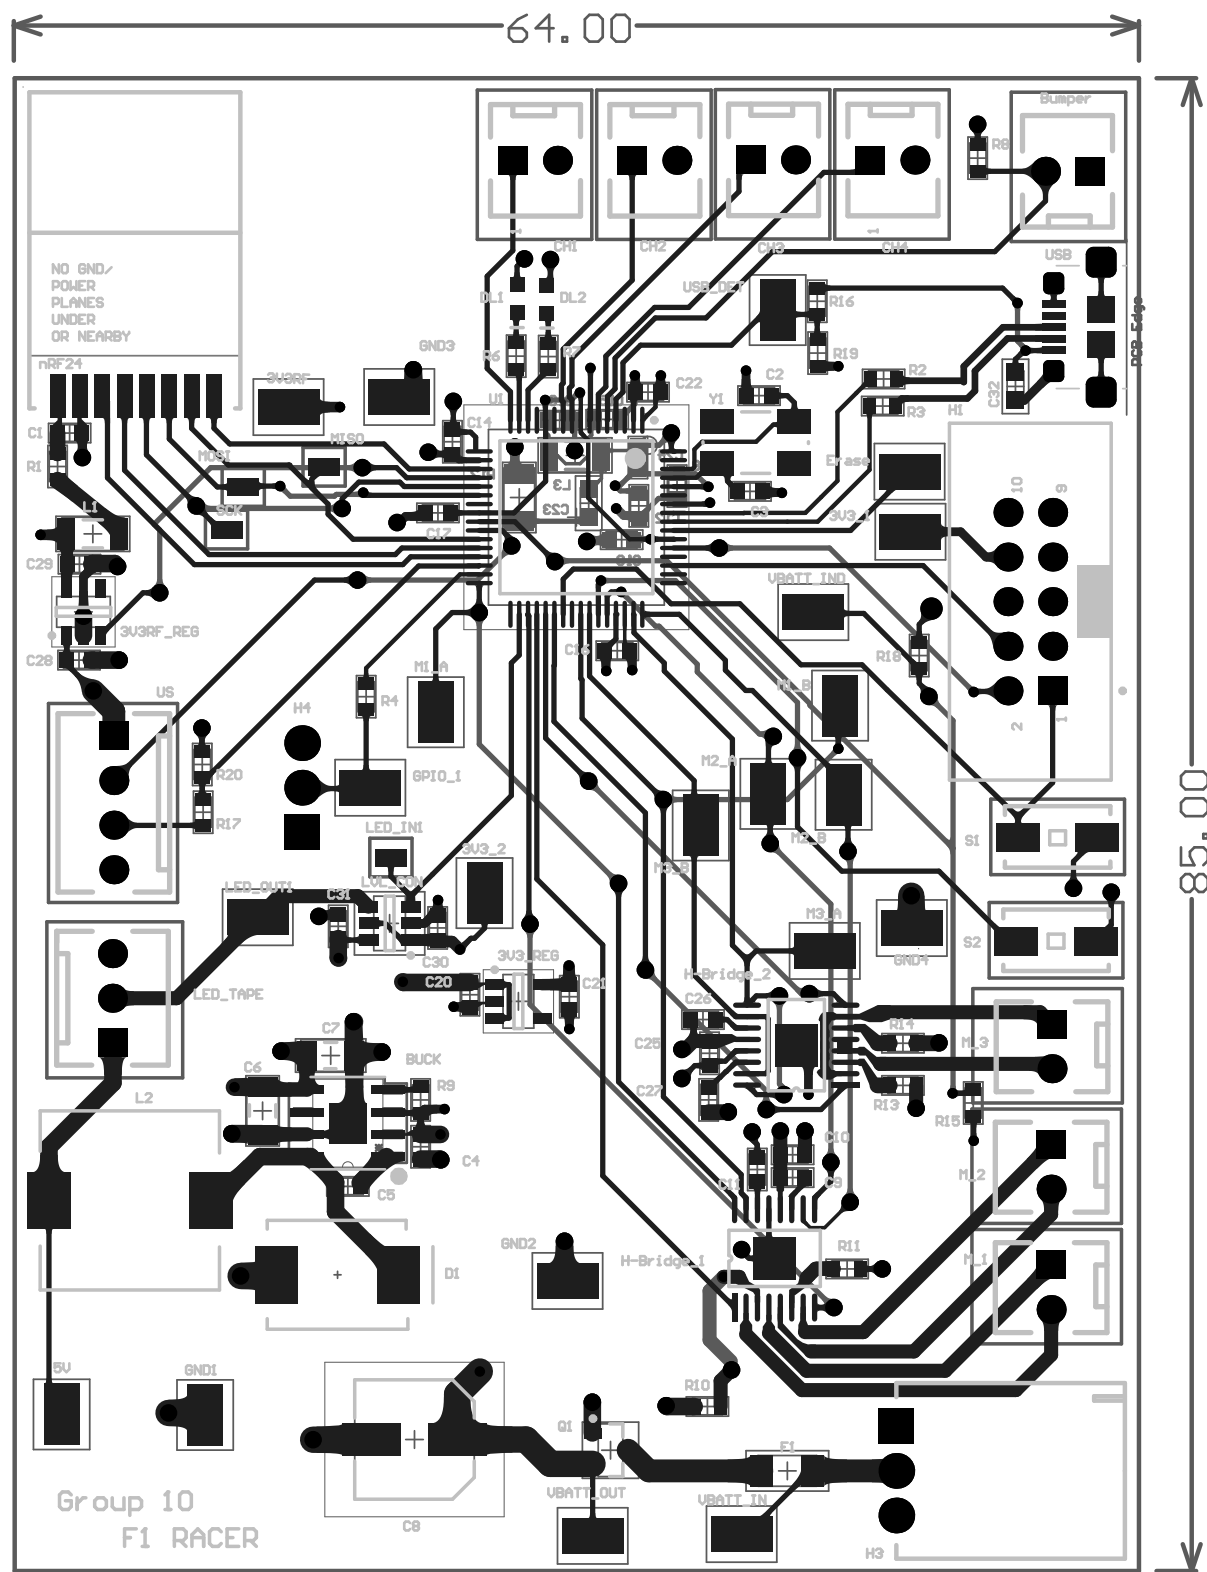 64.00
Bumper
R8
1
1
CH1
CH2
CH3
CH4
USB
NO GND/
POWER
PLANES
UNDER
OR NEARBY
DL1
DL2
USB_DET
R16
PCB-Edge
nRF24
GND3
R6
R7
R19
3V3RF
C22
C2
R2
C32
U1
Y1
R3
H1
C1
C14
R1
MOSI
MISO
Erase
10
9
L3
L1
SCK
C17
C23
C3
3V3_1
C29
VBATT_IND
3V3RF_REG
C28
C15
R18
US
M1_A
M1_B
R4
H4
2
1
R20
GPIO_1
M2_A
85.00
R17
LED_IN1
3V3_2
M2_B
S1
M3_B
LED_OUT1
C31
LVL_CON
M3_A
C30
3V3_REG
GND4
S2
LED_TAPE
C20
C21
H-Bridge_2
C26
C7
R14
C25
M_3
C6
BUCK
R9
C27
L2
R13
R15
C10
C4
C11
C9
M_2
C5
GND2
H-Bridge_1
R11
M_1
D1
5V
GND1
R10
Q1
F1
Group 10
VBATT_OUT
VBATT_IN
F1 RACER
C8
H3